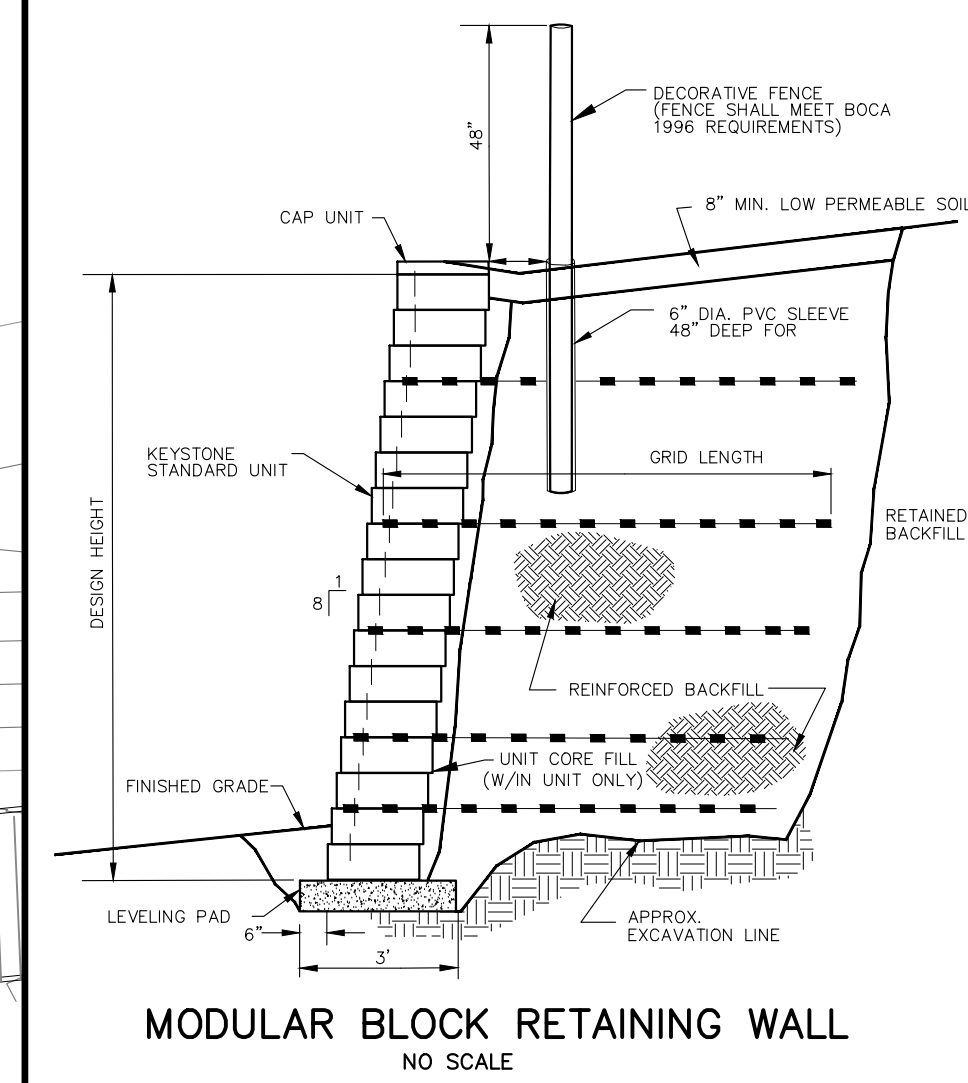 48"
DECORATIVE FENCE
(FENCE SHALL MEET BOCA
1996 REQUIREMENTS)
CAP UNIT
8" MIN. LOW PERMEABLE SOIL
6" DIA. PVC SLEEVE
48" DEEP FOR
KEYSTONE
STANDARD UNIT
GRID LENGTH
DESIGN HEIGHT
RETAINED
BACKFILL
1
8
REINFORCED BACKFILL
UNIT CORE FILL
(W/IN UNIT ONLY)
FINISHED GRADE
LEVELING PAD
6"
3'
APPROX.
EXCAVATION LINE
MODULAR BLOCK RETAINING WALL
NO SCALE